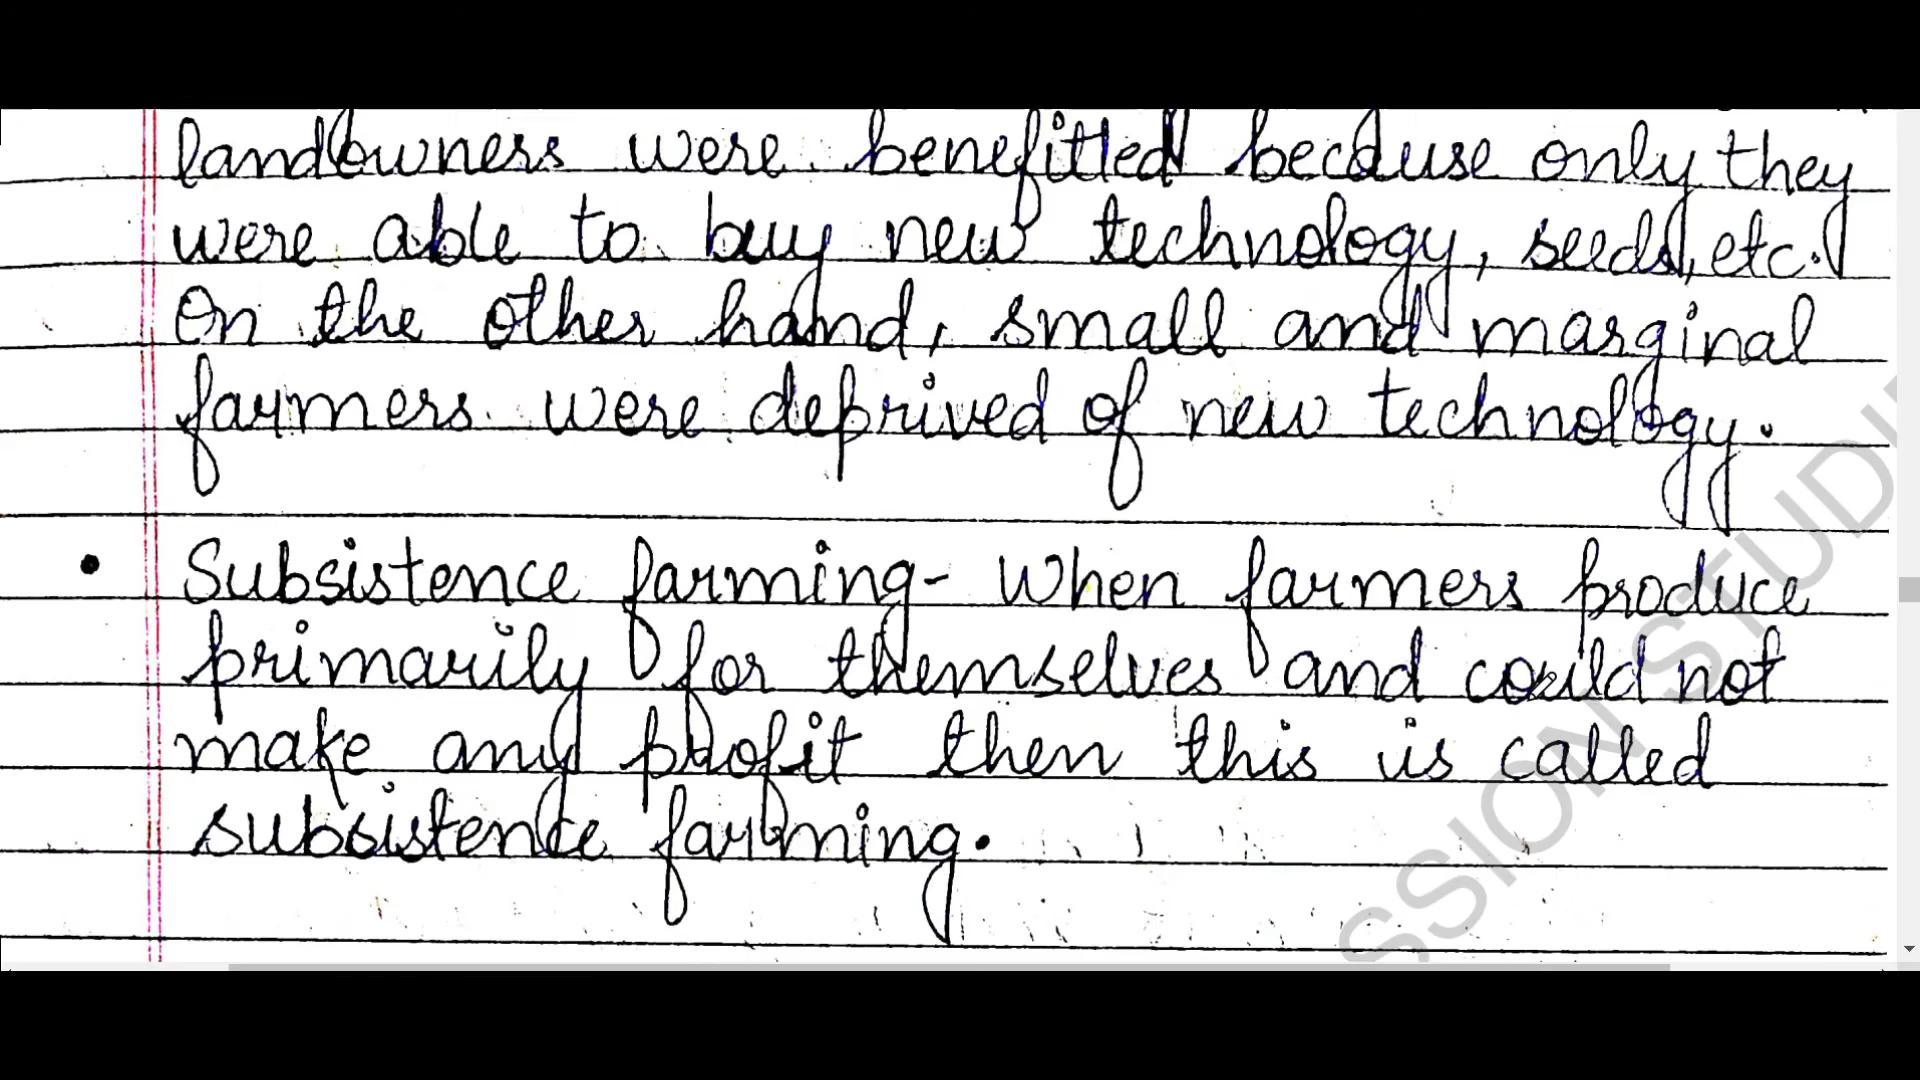 landowners were benefitted because only they
were able to buy new technology, seeds, etc.
On the other hand, small and marginal
farmers were deprived of new technology.
• Subsistence farming- When farmers produce
primarily for themselves and could not
make any profit then this is called
subsistence farming.
SSION STUDI